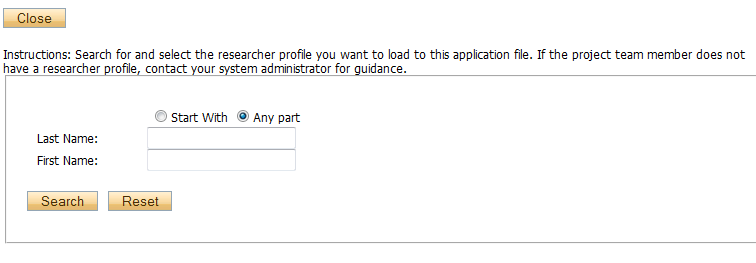 Close
Instructions: Search for and select the researcher profile you want to load to this application file. If the project team member does not
have a researcher profile, contact your system administrator for guidance.
Start With Any part
Last Name:
First Name:
Search Reset